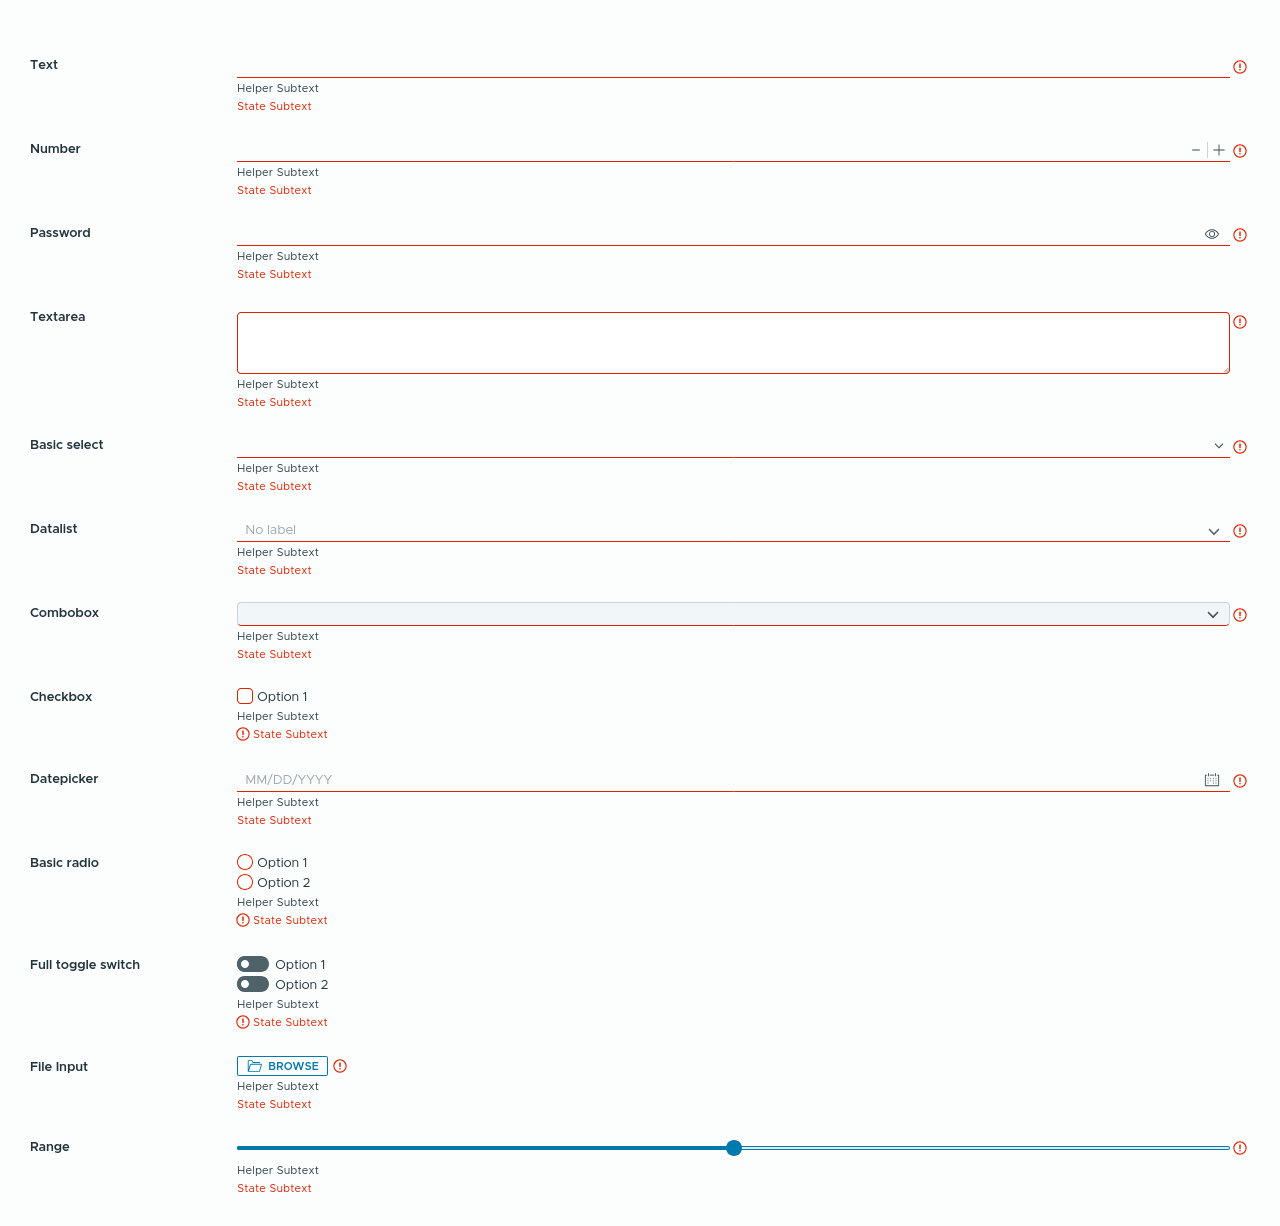 Text
Helper Subtext
State Subtext
Number
Helper Subtext
State Subtext
Password
Helper Subtext
State Subtext
Textarea
Helper Subtext
State Subtext
Basic select
Helper Subtext
State Subtext
Datalist
No label
Helper Subtext
State Subtext
Combobox
Helper Subtext
State Subtext
Checkbox
Option 1
Helper Subtext
State Subtext
Datepicker
MM/DD/YYYY
Helper Subtext
State Subtext
Basic radio
Option 1
Option 2
Helper Subtext
State Subtext
Full toggle switch
Option 1
Option 2
Helper Subtext
State Subtext
File Input
BROWSE
Helper Subtext
State Subtext
Range
Helper Subtext
State Subtext